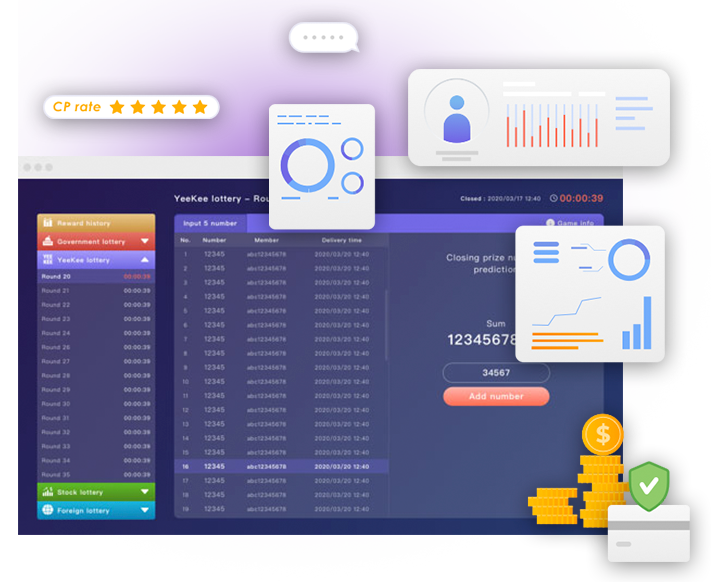 CP rate
YeeKee lottery – Rou
Closed : 2020/03/17 12:40
00:00:39
Reward history
Government lottery
YEE KEE
YeeKee lottery
Round 20 00:00:39
Round 21 00:00:39
Round 22 00:00:39
Round 23 00:00:39
Round 24 00:00:39
Round 26 00:00:39
Round 27 00:00:39
Round 28 00:00:39
Round 29 00:00:39
Round 30 00:00:39
Round 31 00:00:39
Round 32 00:00:39
Round 33 00:00:39
Round 34 00:00:39
Round 35 00:00:39
Stock lottery
Foreign lottery
Input 5 number
Game info
No. Number Member Delivery time
1 12345 abc12345678 2020/03/20 12:40
2 12345 abc12345678 2020/03/20 12:40
3 12345 abc12345678 2020/03/20 12:40
4 12345 abc12345678 2020/03/20 12:40
5 12345 abc12345678 2020/03/20 12:40
6 12345 abc12345678 2020/03/20 12:40
7 12345 abc12345678 2020/03/20 12:40
8 12345 abc12345678 2020/03/20 12:40
9 12345 abc12345678 2020/03/20 12:40
10 12345 abc12345678 2020/03/20 12:40
11 12345 abc12345678 2020/03/20 12:40
12 12345 abc12345678 2020/03/20 12:40
13 12345 abc12345678 2020/03/20 12:40
14 12345 abc12345678 2020/03/20 12:40
15 12345 abc12345678 2020/03/20 12:40
16 12345 abc12345678 2020/03/20 12:40
17 12345 abc12345678 2020/03/20 12:40
18 12345 abc12345678 2020/03/20 12:40
19 12345 abc12345678 2020/03/20 12:40
Closing prize nu
prediction
Sum
12345678
34567
Add number
$